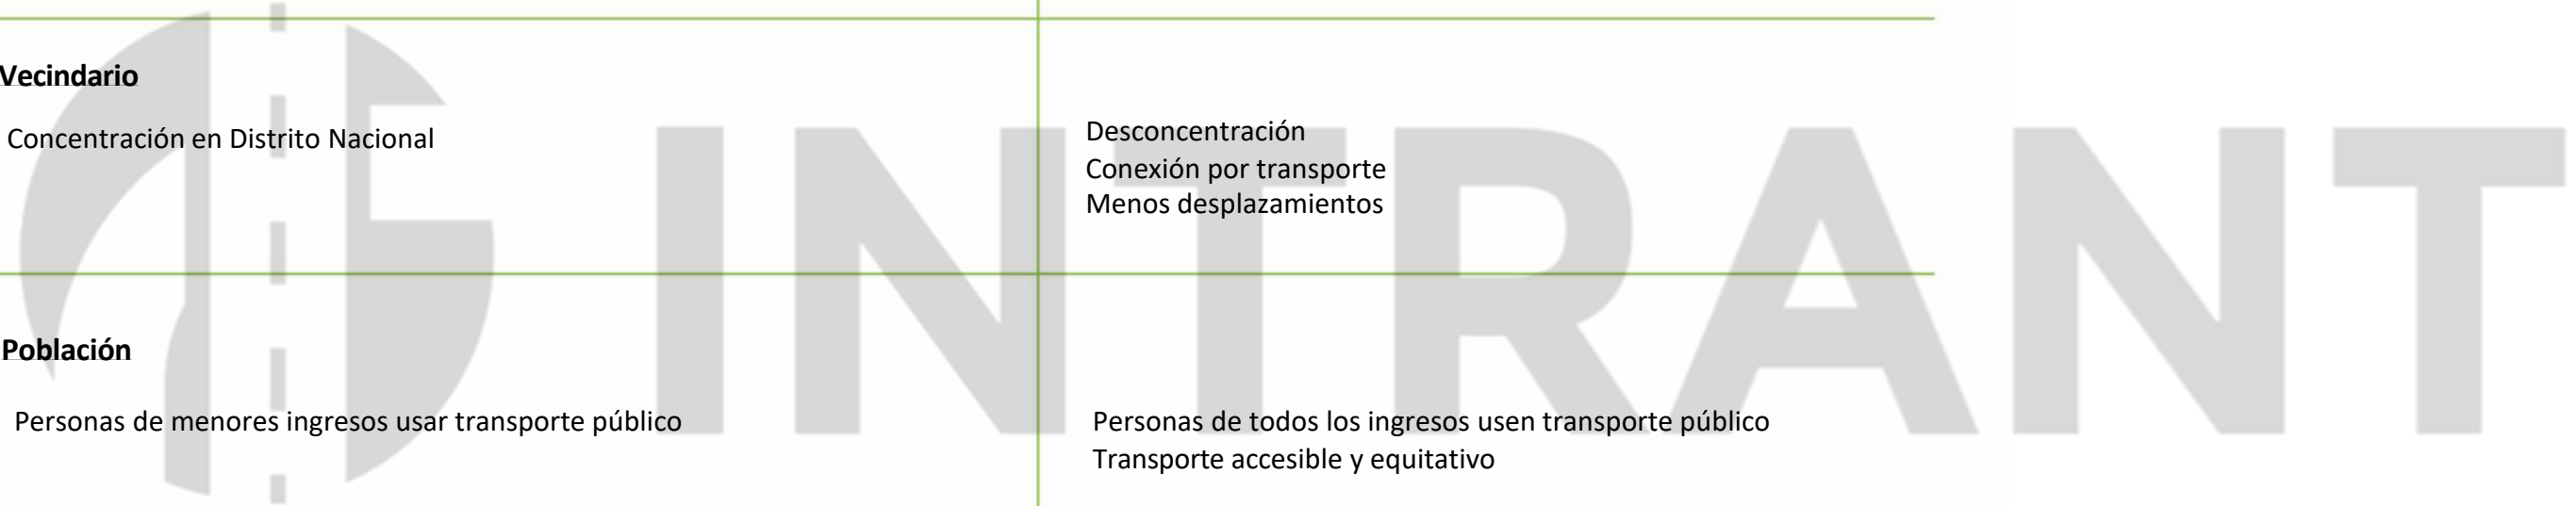 Vecindario
Concentración en Distrito Nacional
Desconcentración
Conexión por transporte
Menos desplazamientos
Población
Personas de menores ingresos usar transporte público
Personas de todos los ingresos usen transporte público
Transporte accesible y equitativo
INTRANT